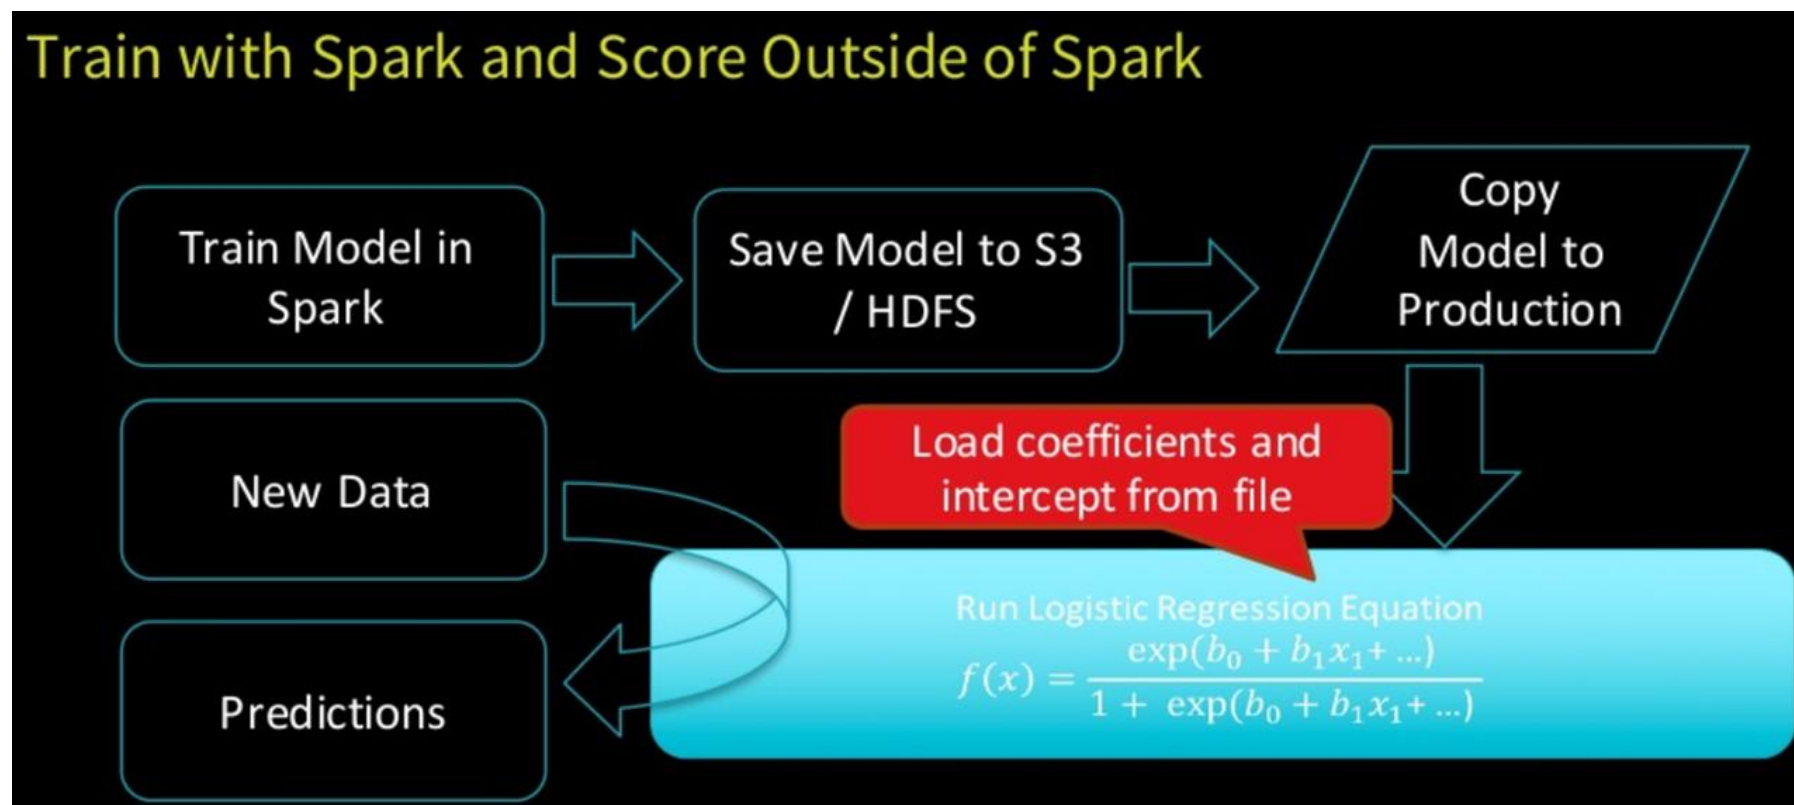 Train with Spark and Score Outside of Spark
Train Model in
Spark
Save Model to S3
/ HDFS
Copy
Model to
Production
New Data
Load coefficients and
intercept from file
Run Logistic Regression Equation
f(x) = exp(b₀ + b₁x₁+ ...) / 1 + exp(b₀ + b₁x₁+ ...)
Predictions